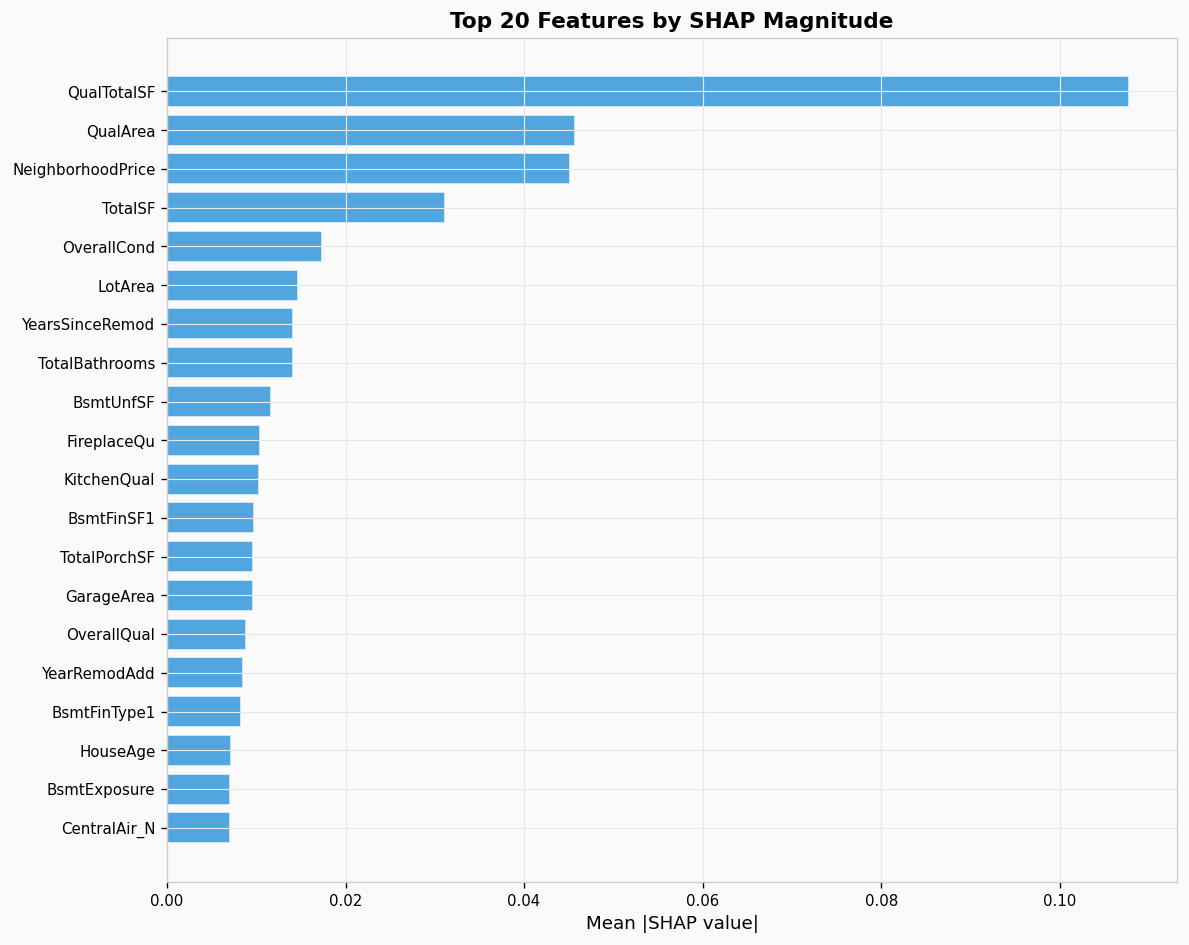 Top 20 Features by SHAP Magnitude
QualTotalSF
QualArea
NeighborhoodPrice
TotalSF
OverallCond
LotArea
YearsSinceRemod
TotalBathrooms
BsmtUnfSF
FireplaceQu
KitchenQual
BsmtFinSF1
TotalPorchSF
GarageArea
OverallQual
YearRemodAdd
BsmtFinType1
HouseAge
BsmtExposure
CentralAir_N
0.00 0.02 0.04 0.06 0.08 0.10
Mean |SHAP value|